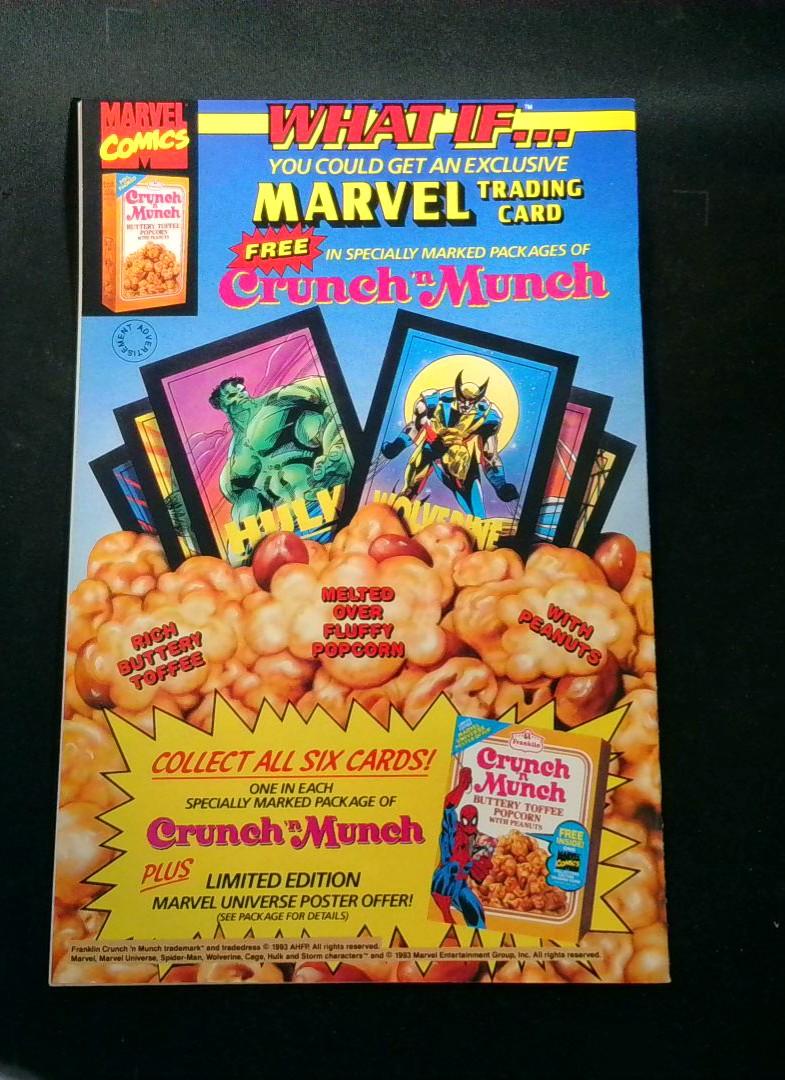 MARVEL
COMICS
WHAT IF...™
YOU COULD GET AN EXCLUSIVE
MARVEL TRADING CARD
FREE IN SPECIALLY MARKED PACKAGES OF
Crunch 'n Munch
Crunch
'n
Munch
BUTTERY TOFFEE
POPCORN
WITH PEANUTS
ADVERTISEMENT
HULK
WOLVERINE
RICH
BUTTERY
TOFFEE
MELTED
OVER
FLUFFY
POPCORN
WITH
PEANUTS
COLLECT ALL SIX CARDS!
ONE IN EACH
SPECIALLY MARKED PACKAGE OF
Crunch 'n Munch
PLUS LIMITED EDITION
MARVEL UNIVERSE POSTER OFFER!
(SEE PACKAGE FOR DETAILS)
Franklin
Crunch
'n
Munch
BUTTERY TOFFEE
POPCORN
WITH PEANUTS
FREE
INSIDE!
COMICS
Franklin Crunch 'n Munch trademark™ and tradedress © 1993 AHFP. All rights reserved.
Marvel, Marvel Universe, Spider-Man, Wolverine, Cage, Hulk and Storm characters™ and © 1993 Marvel Entertainment Group, Inc. All rights reserved.